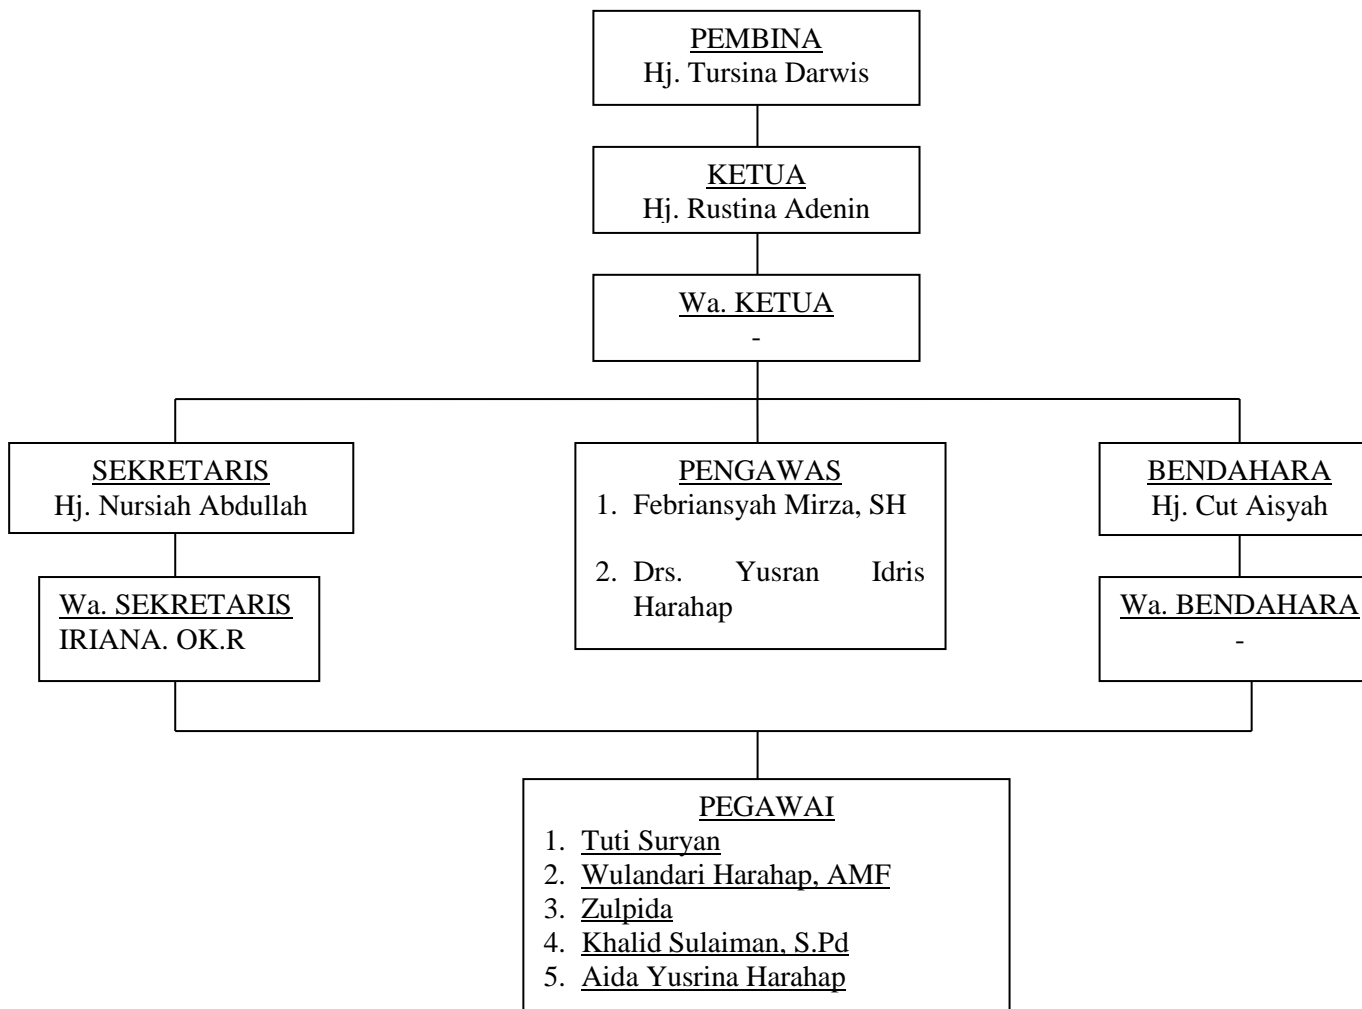 PEMBINA
Hj. Tursina Darwis
KETUA
Hj. Rustina Adenin
Wa. KETUA
-
SEKRETARIS
Hj. Nursiah Abdullah
PENGAWAS
1. Febriansyah Mirza, SH
2. Drs. Yusran Idris
Harahap
BENDAHARA
Hj. Cut Aisyah
Wa. SEKRETARIS
IRIANA. OK.R
Wa. BENDAHARA
-
PEGAWAI
1. Tuti Suryan
2. Wulandari Harahap, AMF
3. Zulpida
4. Khalid Sulaiman, S.Pd
5. Aida Yusrina Harahap